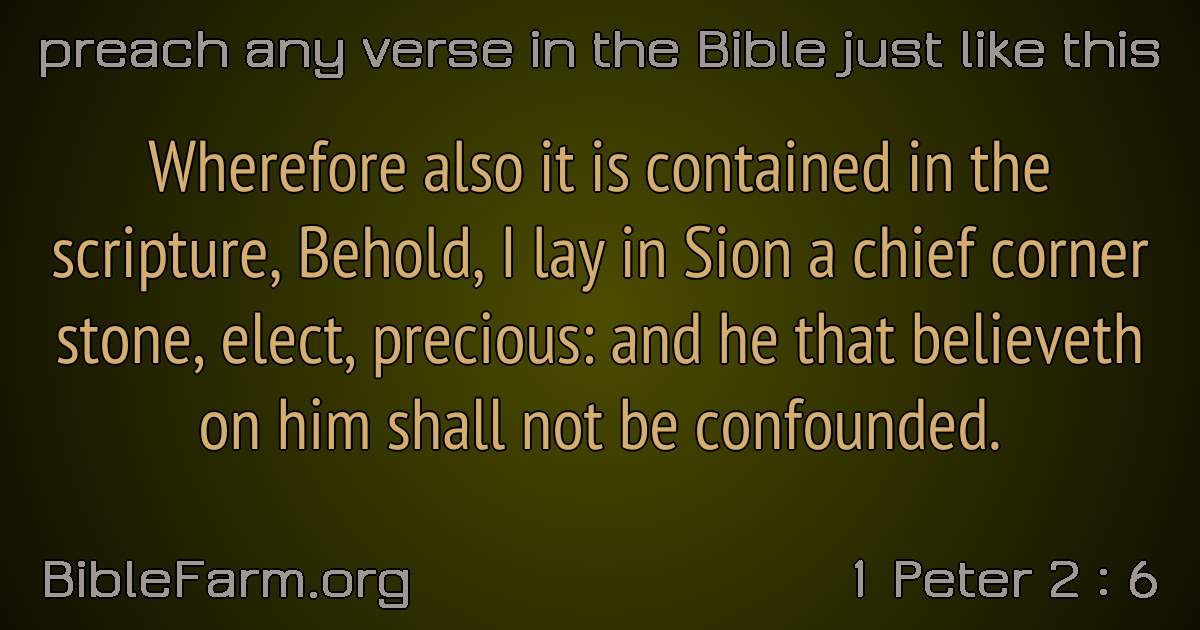 preach any verse in the Bible just like this
Wherefore also it is contained in the
scripture, Behold, I lay in Sion a chief corner
stone, elect, precious: and he that believeth
on him shall not be confounded.
BibleFarm.org
1 Peter 2 : 6